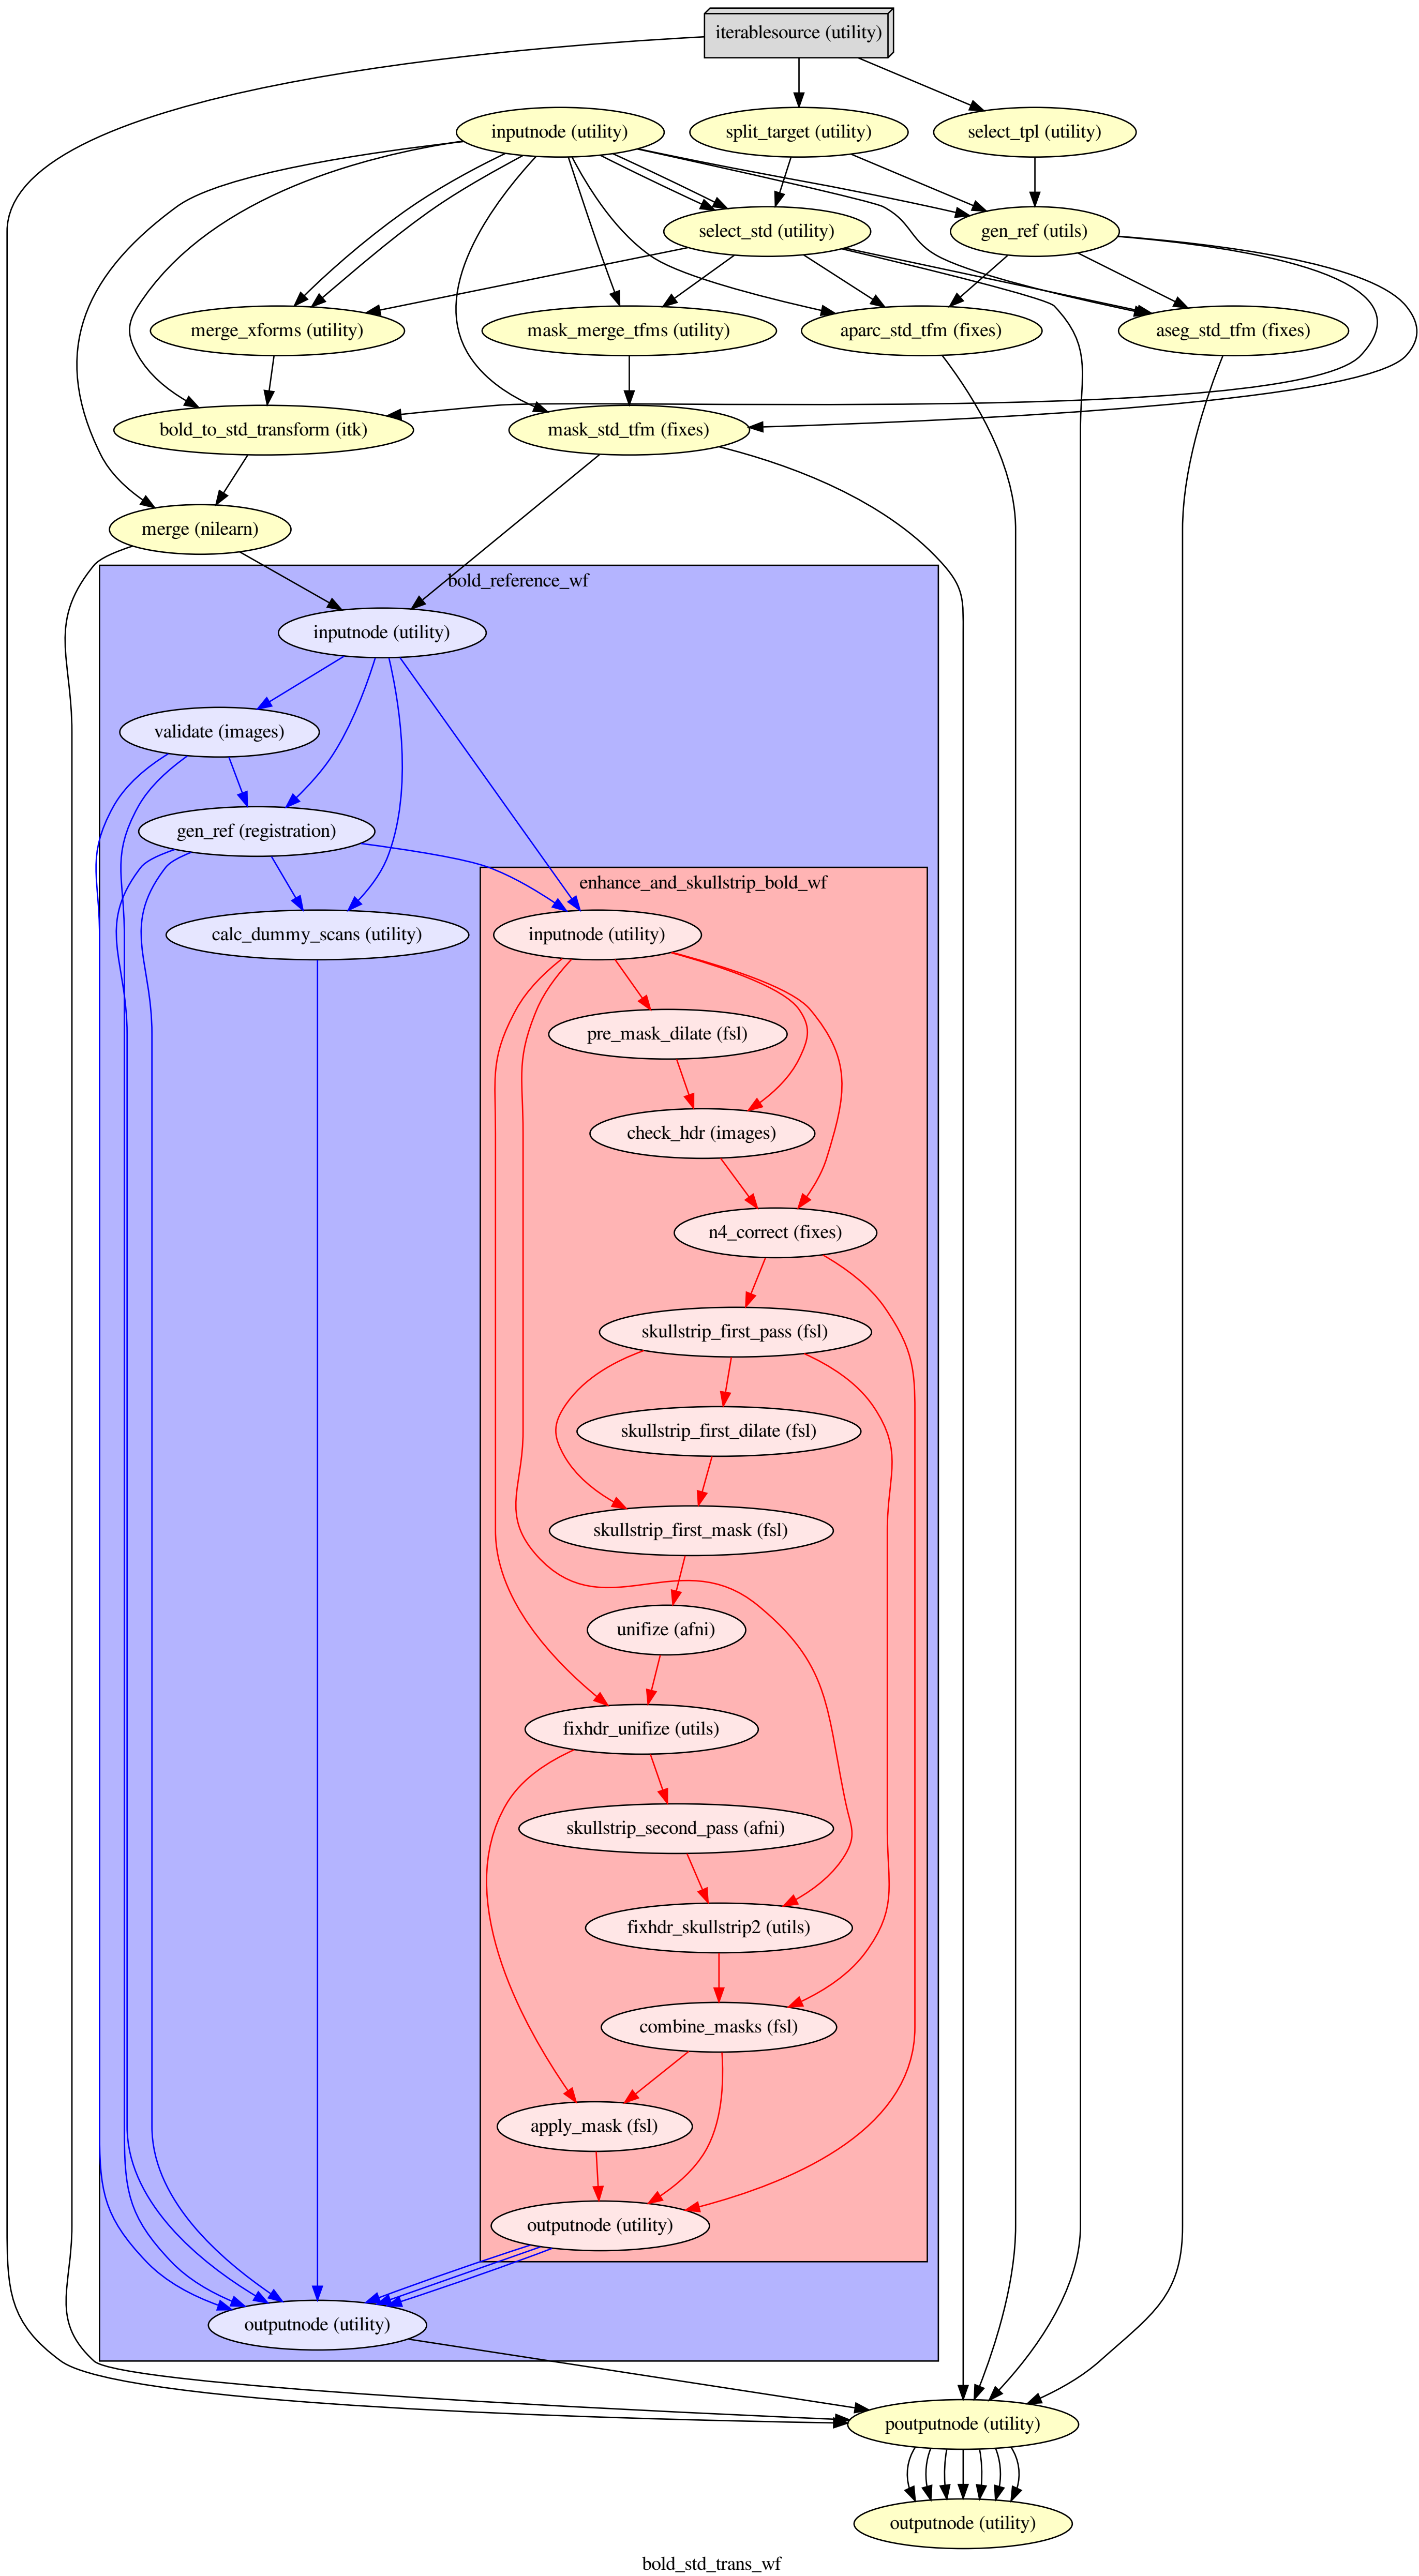 iterablesource (utility)
inputnode (utility)
split_target (utility)
select_tpl (utility)
select_std (utility)
gen_ref (utils)
merge_xforms (utility)
mask_merge_tfms (utility)
aparc_std_tfm (fixes)
aseg_std_tfm (fixes)
bold_to_std_transform (itk)
mask_std_tfm (fixes)
merge (nilearn)
bold_reference_wf
inputnode (utility)
validate (images)
gen_ref (registration)
enhance_and_skullstrip_bold_wf
calc_dummy_scans (utility)
inputnode (utility)
pre_mask_dilate (fsl)
check_hdr (images)
n4_correct (fixes)
skullstrip_first_pass (fsl)
skullstrip_first_dilate (fsl)
skullstrip_first_mask (fsl)
unifize (afni)
fixhdr_unifize (utils)
skullstrip_second_pass (afni)
fixhdr_skullstrip2 (utils)
combine_masks (fsl)
apply_mask (fsl)
outputnode (utility)
outputnode (utility)
poutputnode (utility)
outputnode (utility)
bold_std_trans_wf